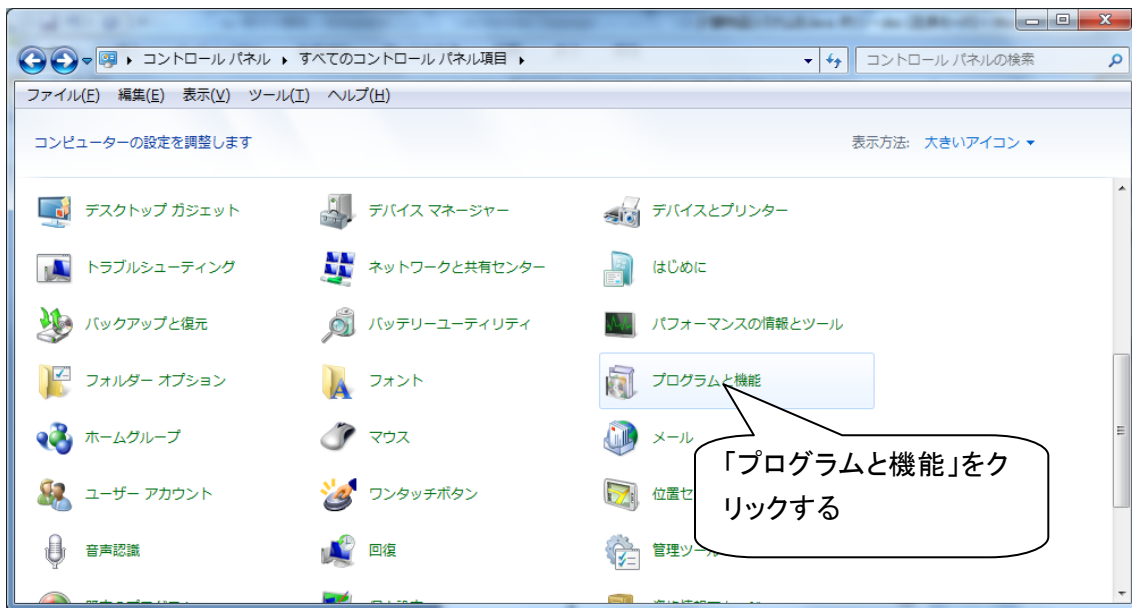 コントロール パネル ▸ すべてのコントロール パネル項目 ▸
コントロール パネルの検索
ファイル(F) 編集(E) 表示(V) ツール(T) ヘルプ(H)
コンピューターの設定を調整します
表示方法: 大きいアイコン
デスクトップ ガジェット
デバイス マネージャー
デバイスとプリンター
トラブルシューティング
ネットワークと共有センター
はじめに
バックアップと復元
バッテリーユーティリティ
パフォーマンスの情報とツール
フォルダー オプション
フォント
プログラムと機能
ホームグループ
マウス
メール
ユーザー アカウント
ワンタッチボタン
位置セ
音声認識
回復
管理ツール
「プログラムと機能」をク
リックする